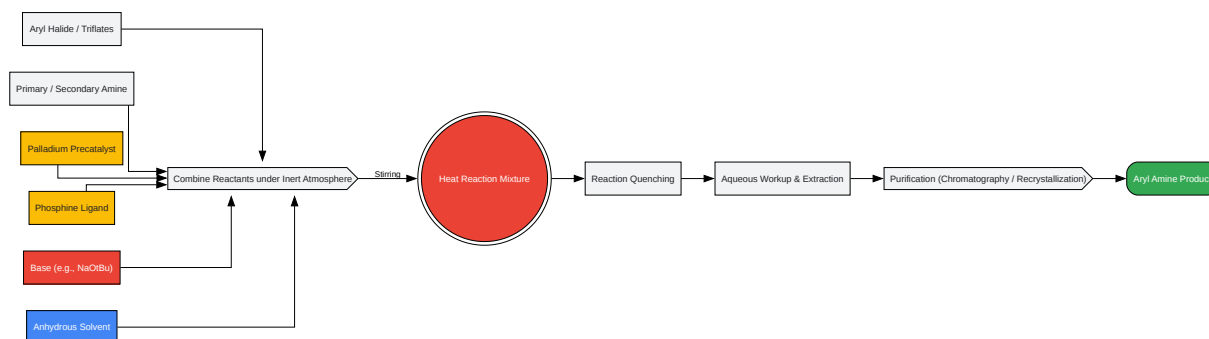 Aryl Halide / Triflates
Primary / Secondary Amine
Palladium Precatalyst
Combine Reactants under Inert Atmosphere
Stirring
Heat Reaction Mixture
Reaction Quenching
Aqueous Workup & Extraction
Purification (Chromatography / Recrystallization)
Aryl Amine Produc
Phosphine Ligand
Base (e.g., NaOtBu)
Anhydrous Solvent